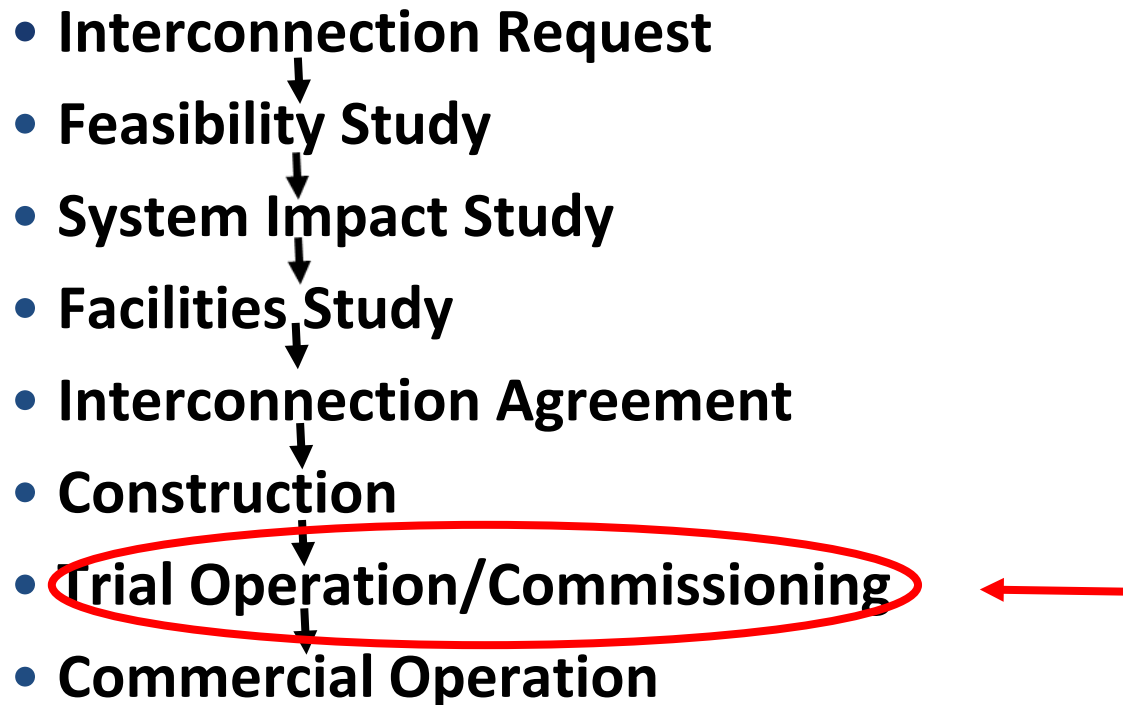 • Interconnection Request
• Feasibility Study
• System Impact Study
• Facilities Study
• Interconnection Agreement
• Construction
• Trial Operation/Commissioning
• Commercial Operation